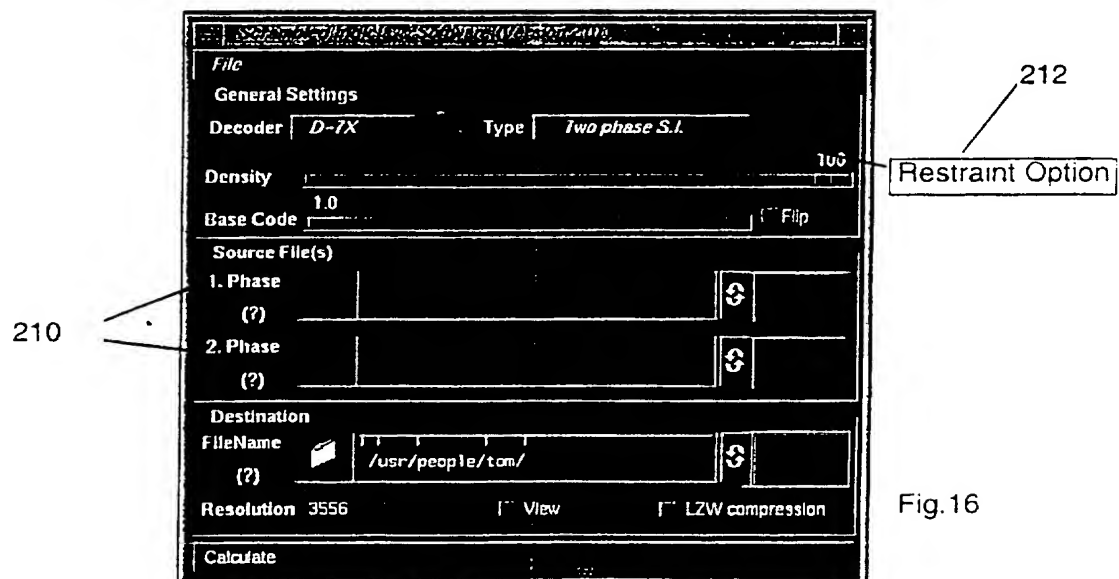 File
General Settings
Decoder D-7X Type Two phase S.I.
100
Density
1.0
Base Code Flip
Source File(s)
1. Phase
(?)
2. Phase
(?)
Destination
FileName /usr/people/tom/
(?)
Resolution 3556 View LZW compression
Calculate
212
Restraint Option
210
Fig.16